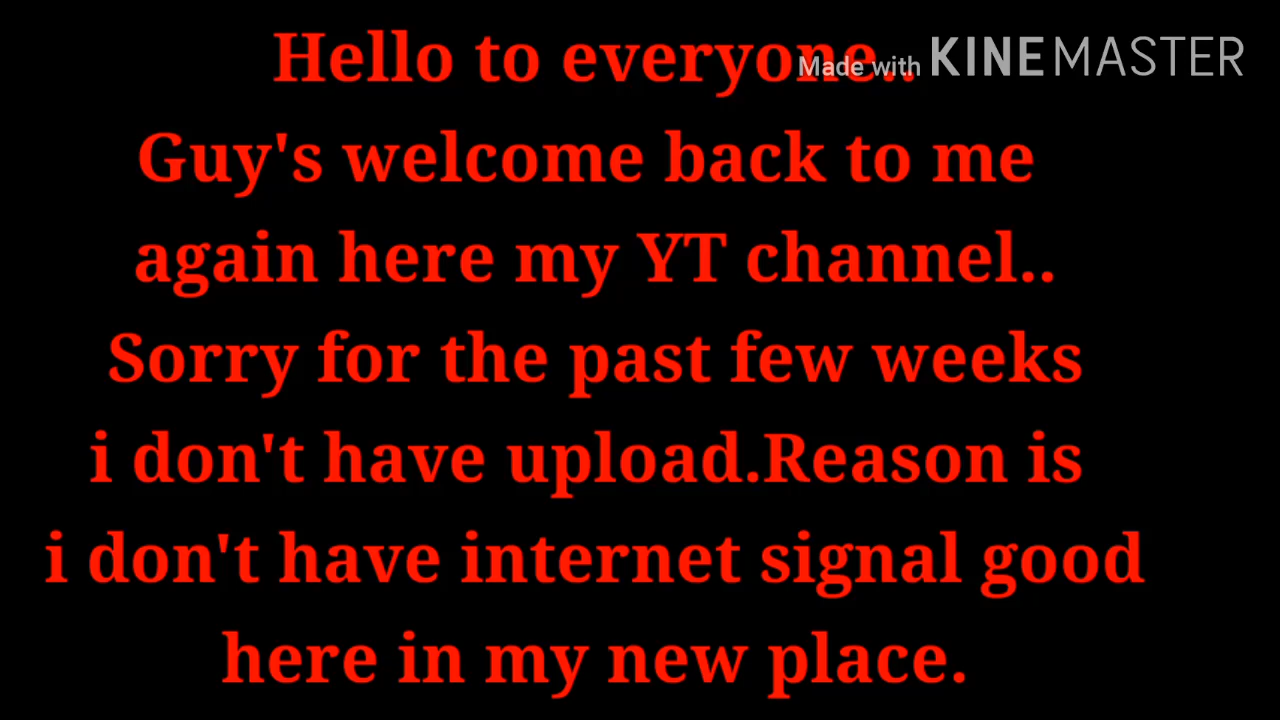 Hello to everyone..
Made with KINEMASTER
Guy's welcome back to me
again here my YT channel..
Sorry for the past few weeks
i don't have upload.Reason is
i don't have internet signal good
here in my new place.